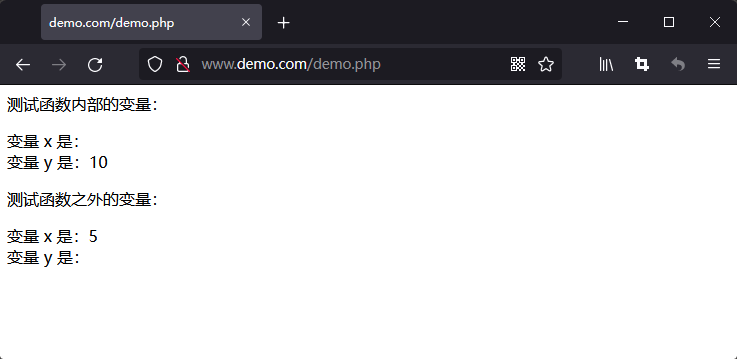 demo.com/demo.php
www.demo.com/demo.php
测试函数内部的变量：
变量 x 是：
变量 y 是：10
测试函数之外的变量：
变量 x 是：5
变量 y 是：